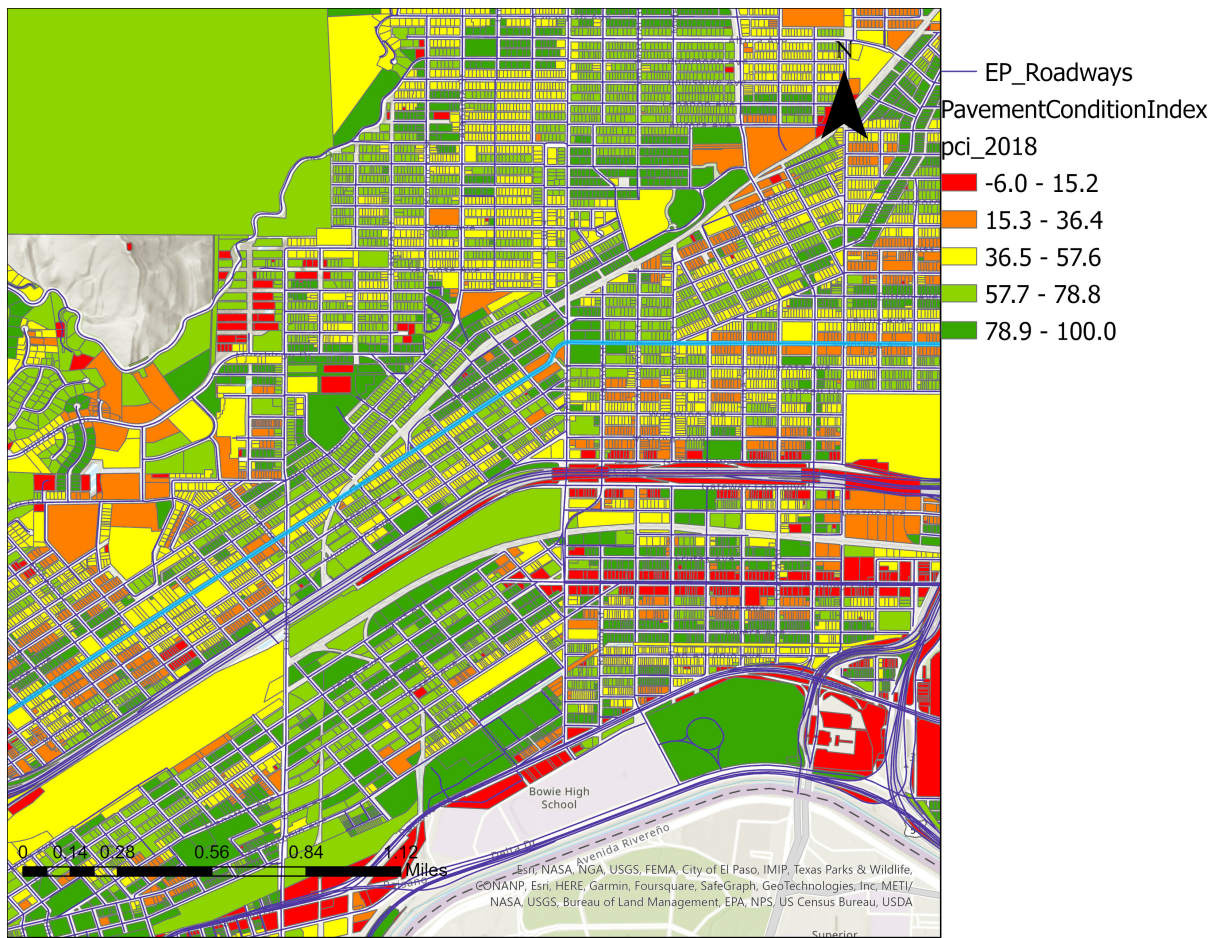 N
EP_Roadways
PavementConditionIndex
pci_2018
-6.0 - 15.2
15.3 - 36.4
36.5 - 57.6
57.7 - 78.8
78.9 - 100.0
Bowie High
School
Avenida Rivereño
0 0.14 0.28 0.56 0.84 1.12
Miles
Esri, NASA, NGA, USGS, FEMA, City of El Paso, IMIP, Texas Parks & Wildlife,
CONANP, Esri, HERE, Garmin, Foursquare, SafeGraph, GeoTechnologies, Inc, METI/
NASA, USGS, Bureau of Land Management, EPA, NPS, US Census Bureau, USDA
Superior